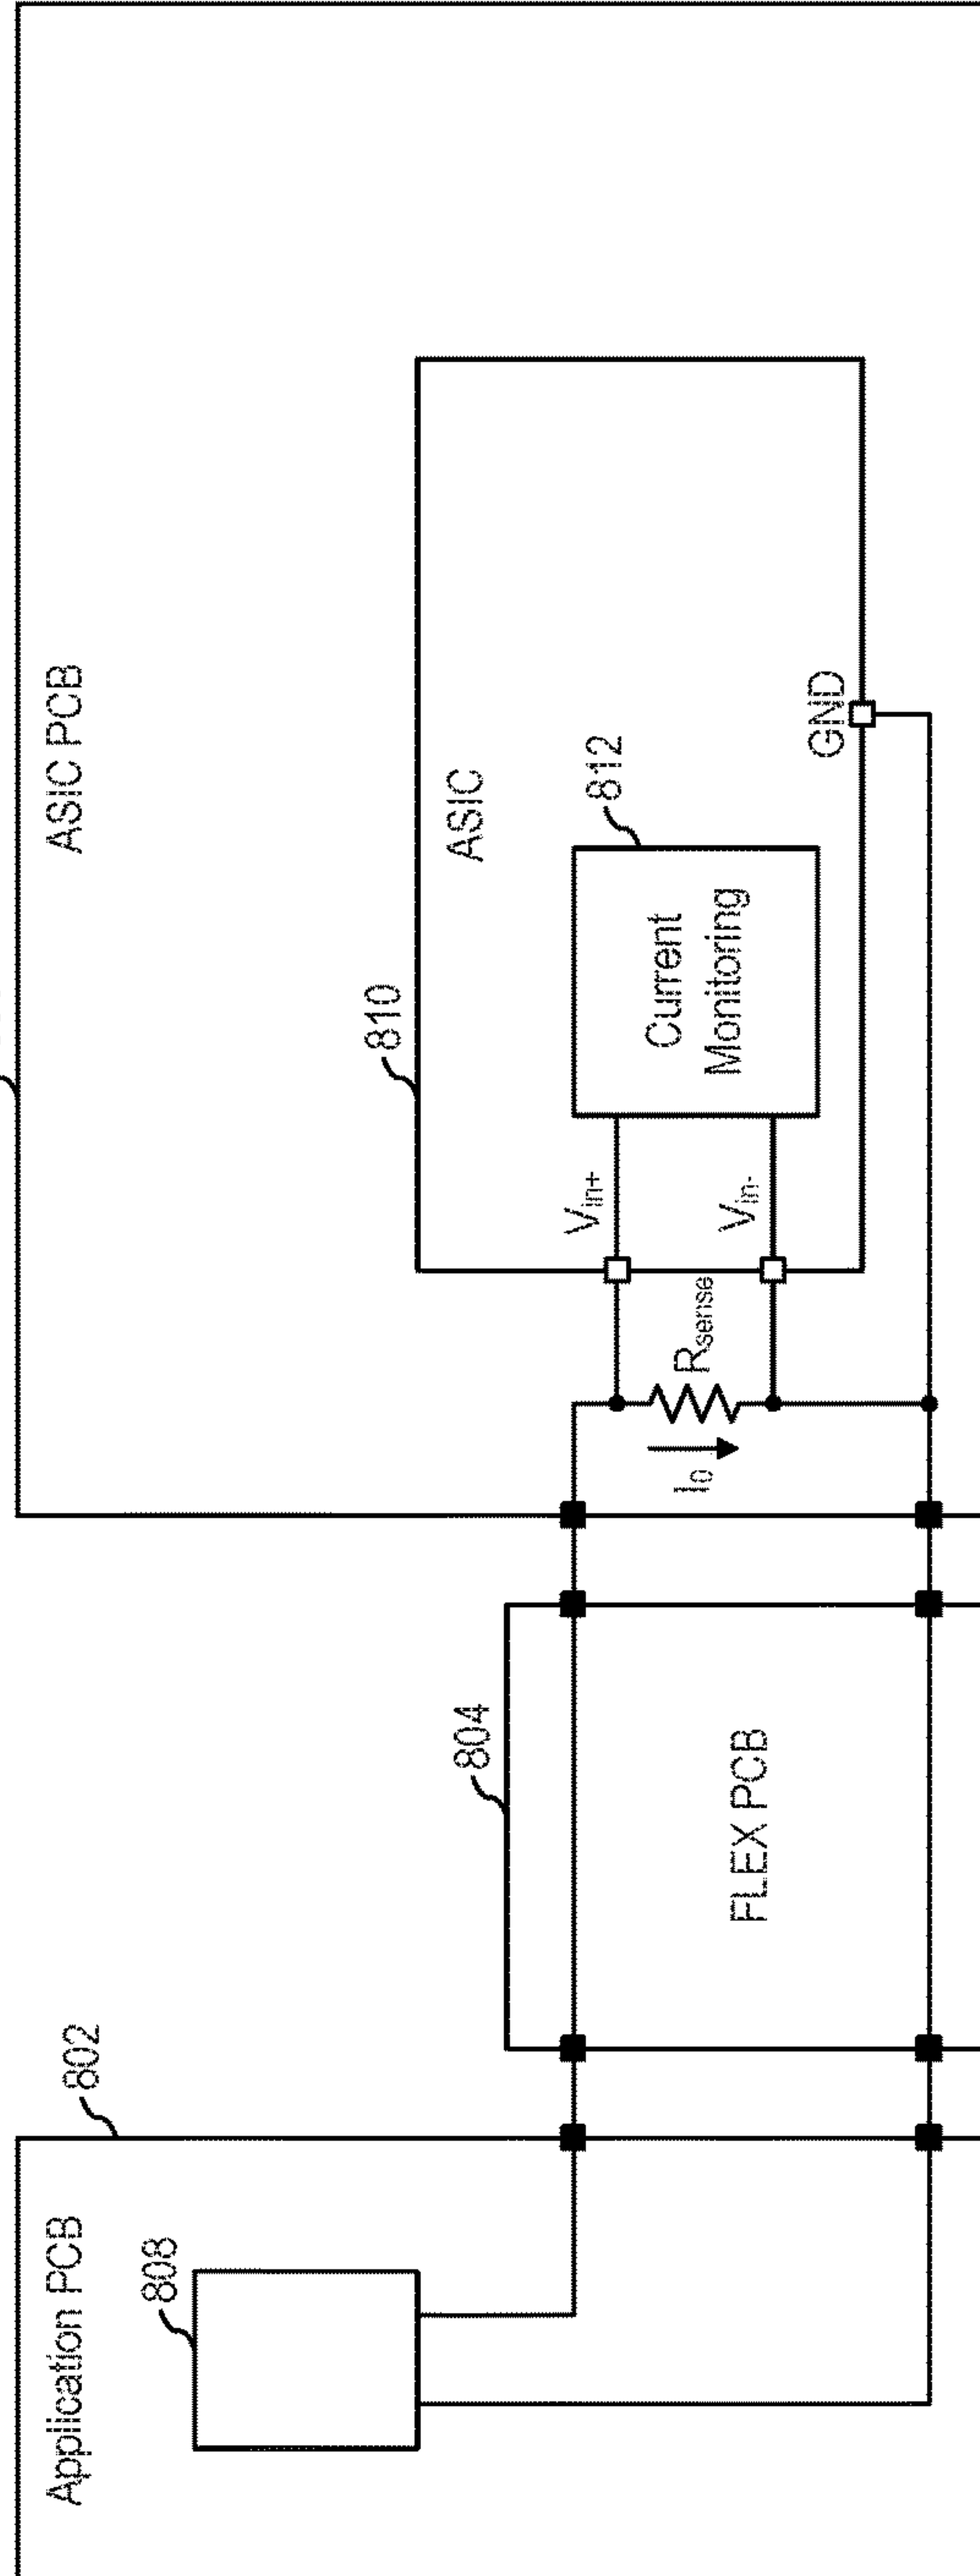 Application PCB
802
808
804
FLEX PCB
ASIC PCB
810
ASIC
812
Current
Monitoring
Vin+
Vin-
Rsense
I0
GND